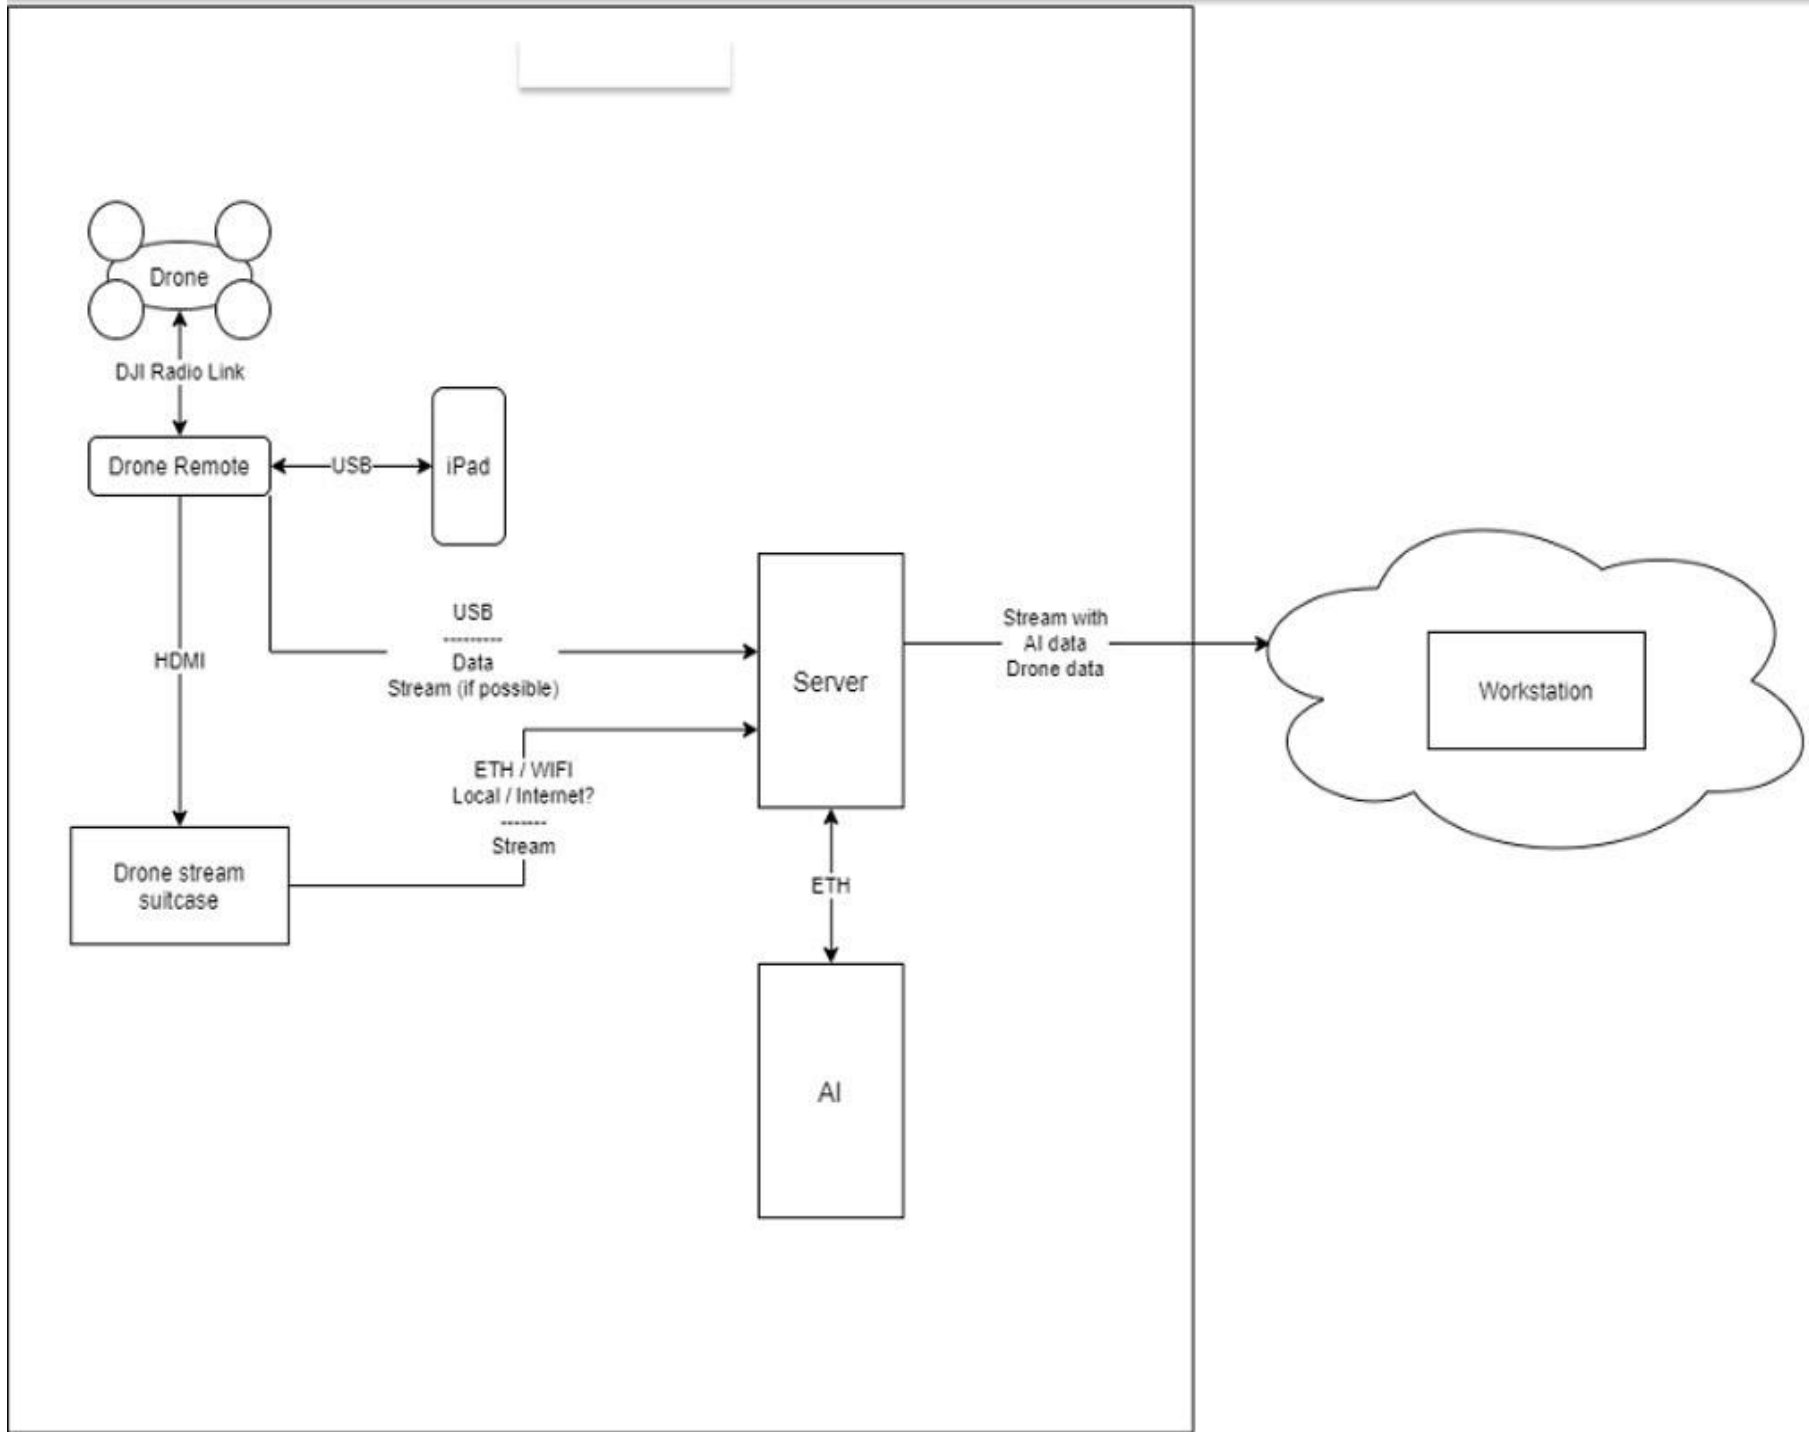 Drone
DJI Radio Link
Drone Remote
USB
iPad
USB
---------
Data
Stream (if possible)
HDMI
Server
Stream with
AI data
Drone data
Workstation
ETH / WIFI
Local / Internet?
-------
Stream
Drone stream
suitcase
ETH
AI